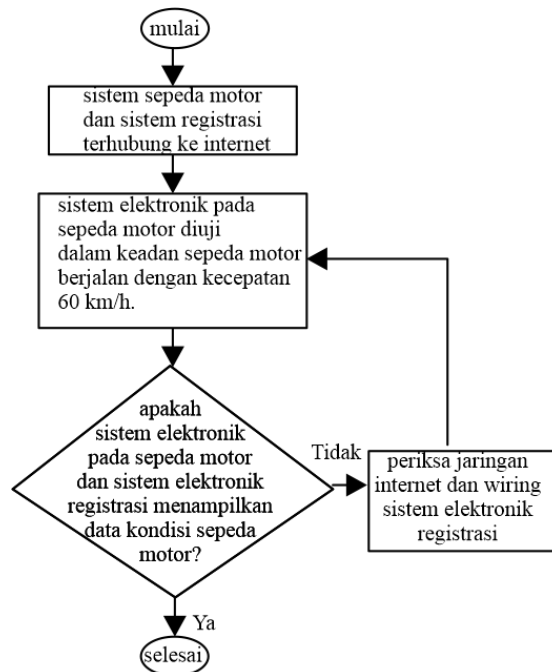 mulai
sistem sepeda motor
dan sistem registrasi
terhubung ke internet
sistem elektronik pada
sepeda motor diuji
dalam keadan sepeda motor
berjalan dengan kecepatan
60 km/h.
apakah
sistem elektronik
pada sepeda motor
dan sistem elektronik
registrasi menampilkan
data kondisi sepeda
motor?
Tidak
periksa jaringan
internet dan wiring
sistem elektronik
registrasi
Ya
selesai